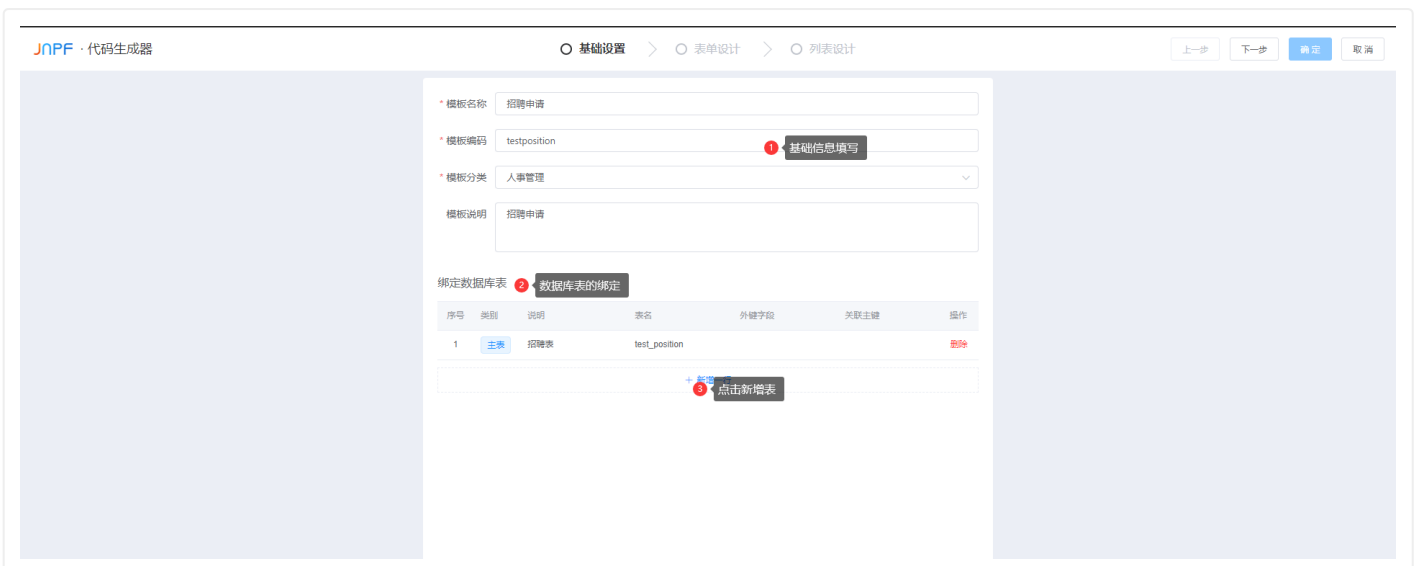 JNPF · 代码生成器
基础设置
表单设计
列表设计
上一步
下一步
确定
取消
* 模板名称 招聘申请
* 模板编码 testposition
1 基础信息填写
* 模板分类 人事管理
模板说明 招聘申请
绑定数据库表 2 数据库表的绑定
序号 类别 说明 表名 外键字段 关联主键 操作
1 主表 招聘表 test_position 删除
+ 新增一行
3 点击新增表